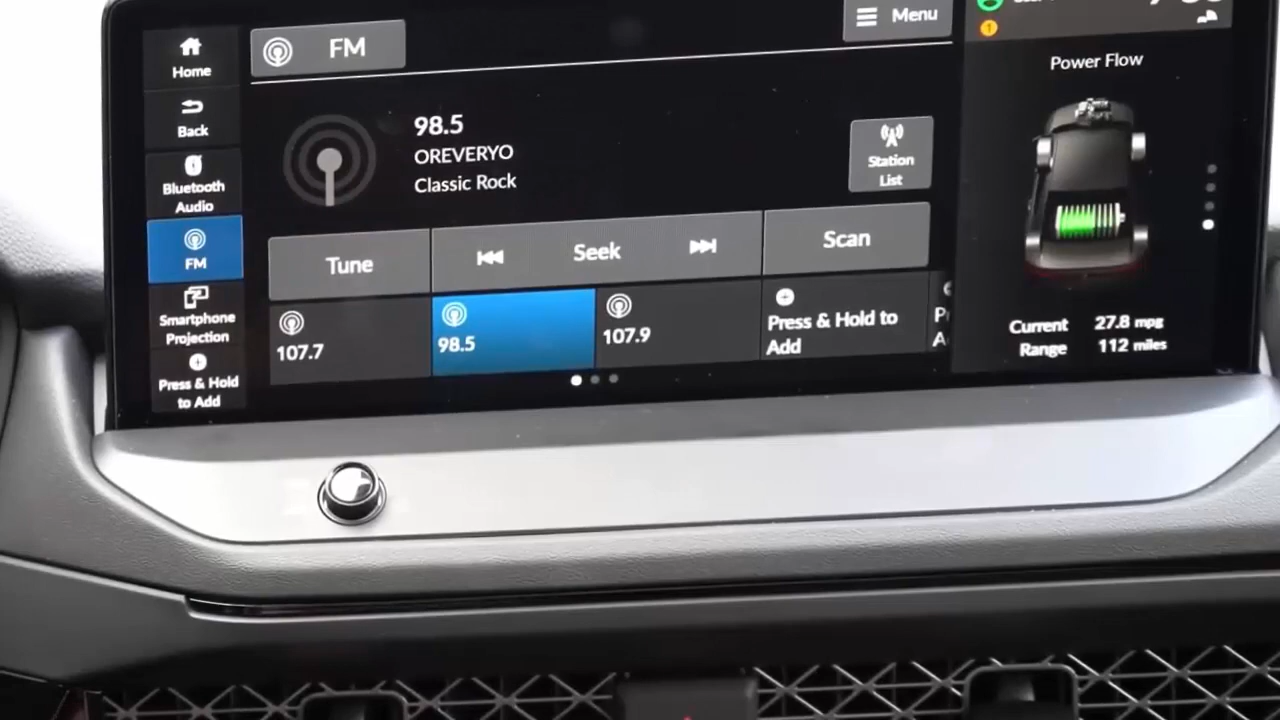 Home
FM
Menu
Power Flow
Back
98.5
OREVERYO
Classic Rock
Station
List
Bluetooth
Audio
FM
Tune
Seek
Scan
Smartphone
Projection
107.7
98.5
107.9
Press & Hold to
Add
Current 27.8 mpg
Range 112 miles
Press & Hold
to Add